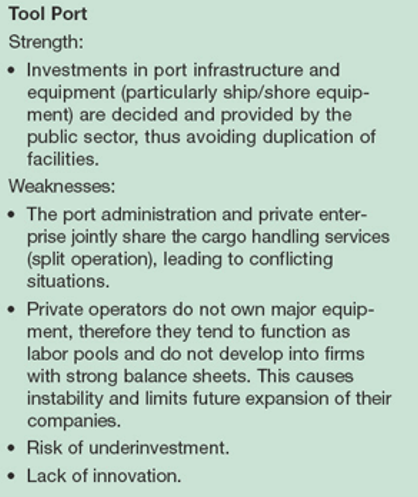 Tool Port
Strength:
• Investments in port infrastructure and
equipment (particularly ship/shore equip-
ment) are decided and provided by the
public sector, thus avoiding duplication of
facilities.
Weaknesses:
• The port administration and private enter-
prise jointly share the cargo handling services
(split operation), leading to conflicting
situations.
• Private operators do not own major equip-
ment, therefore they tend to function as
labor pools and do not develop into firms
with strong balance sheets. This causes
instability and limits future expansion of their
companies.
• Risk of underinvestment.
• Lack of innovation.